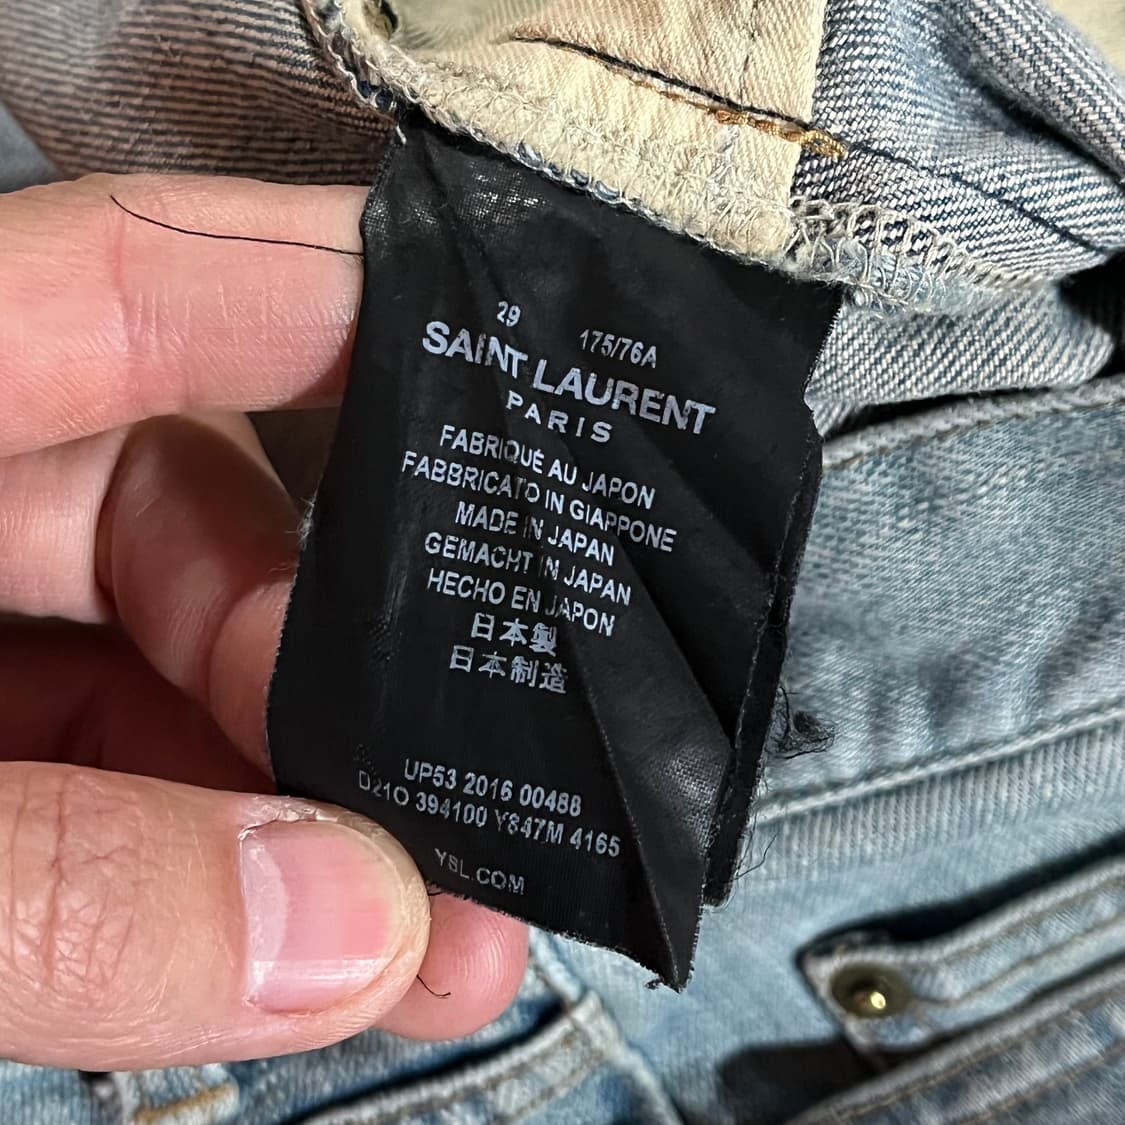 29 175/76A
SAINT LAURENT
PARIS
FABRIQUÉ AU JAPON
FABBRICATO IN GIAPPONE
MADE IN JAPAN
GEMACHT IN JAPAN
HECHO EN JAPON
日本製
日本制造
UP53 2016 00488
D21O 394100 Y847M 4165
YSL.COM